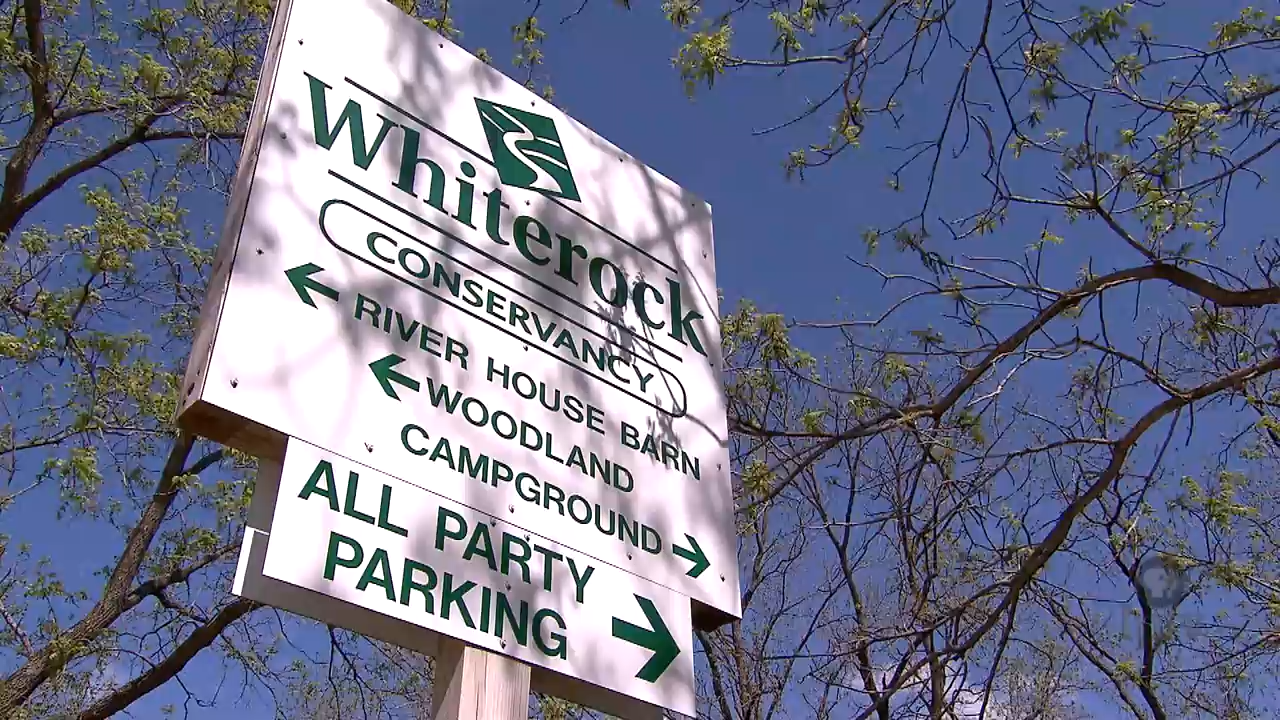 Whiterock
CONSERVANCY
← RIVER HOUSE BARN
← WOODLAND
CAMPGROUND →
ALL PARTY
PARKING →